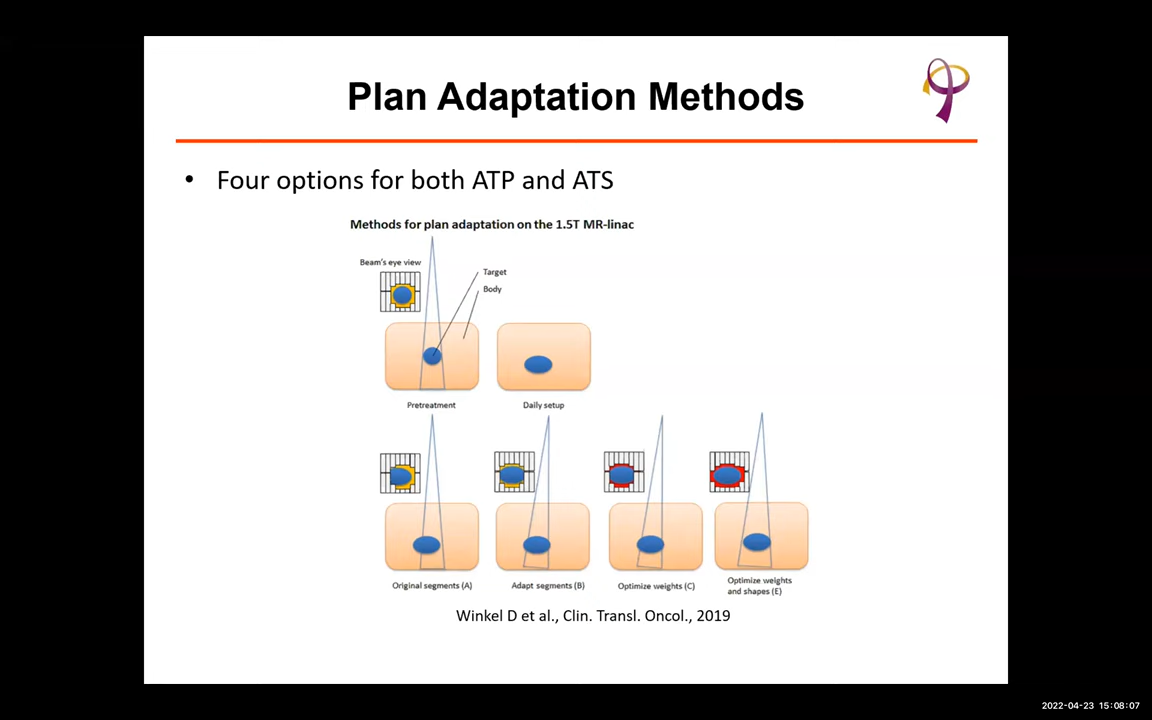 Plan Adaptation Methods
• Four options for both ATP and ATS
Methods for plan adaptation on the 1.5T MR-linac
Beam's eye view
Target
Body
Pretreatment
Daily setup
Original segments (A)
Adapt segments (B)
Optimize weights (C)
Optimize weights
and shapes (E)
Winkel D et al., Clin. Transl. Oncol., 2019
2022-04-23 15:08:07